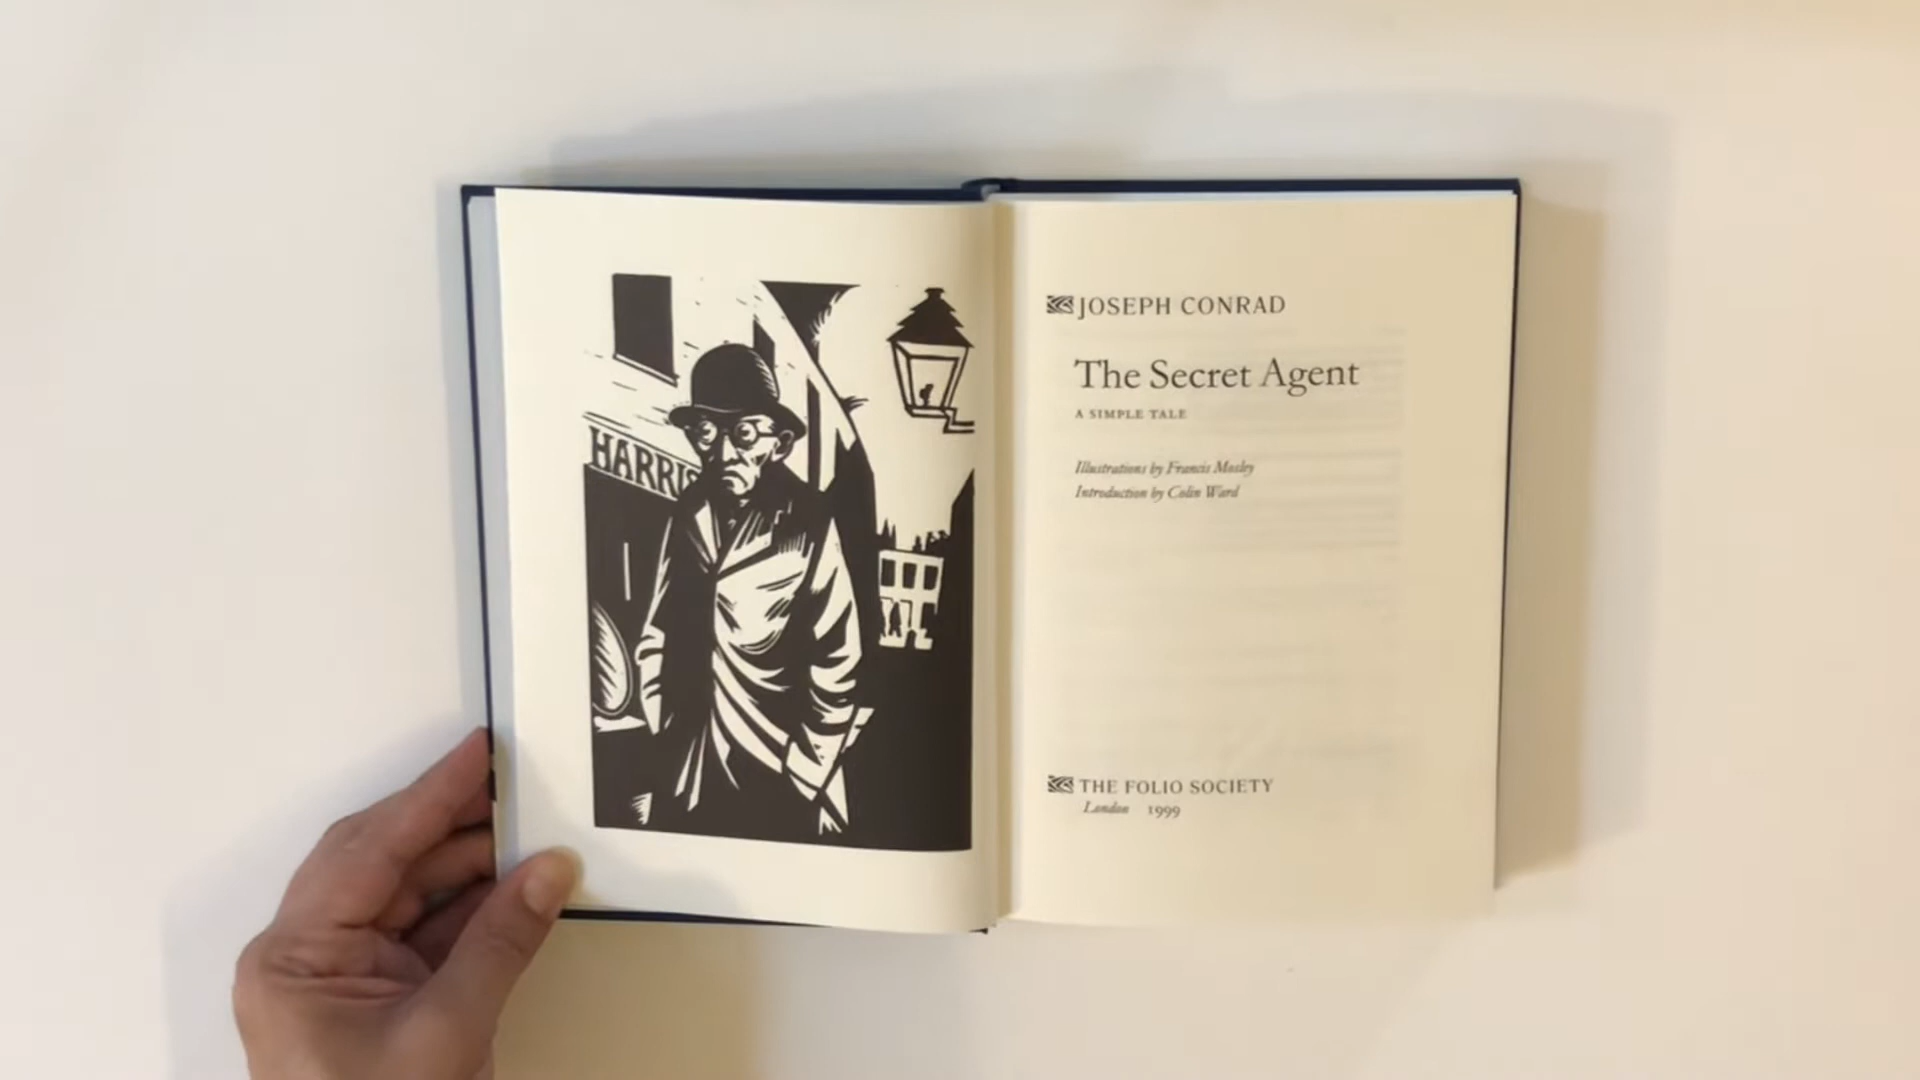 HARRIS
JOSEPH CONRAD
The Secret Agent
A SIMPLE TALE
Illustrations by Francis Mosley
Introduction by Colin Ward
THE FOLIO SOCIETY
London 1999